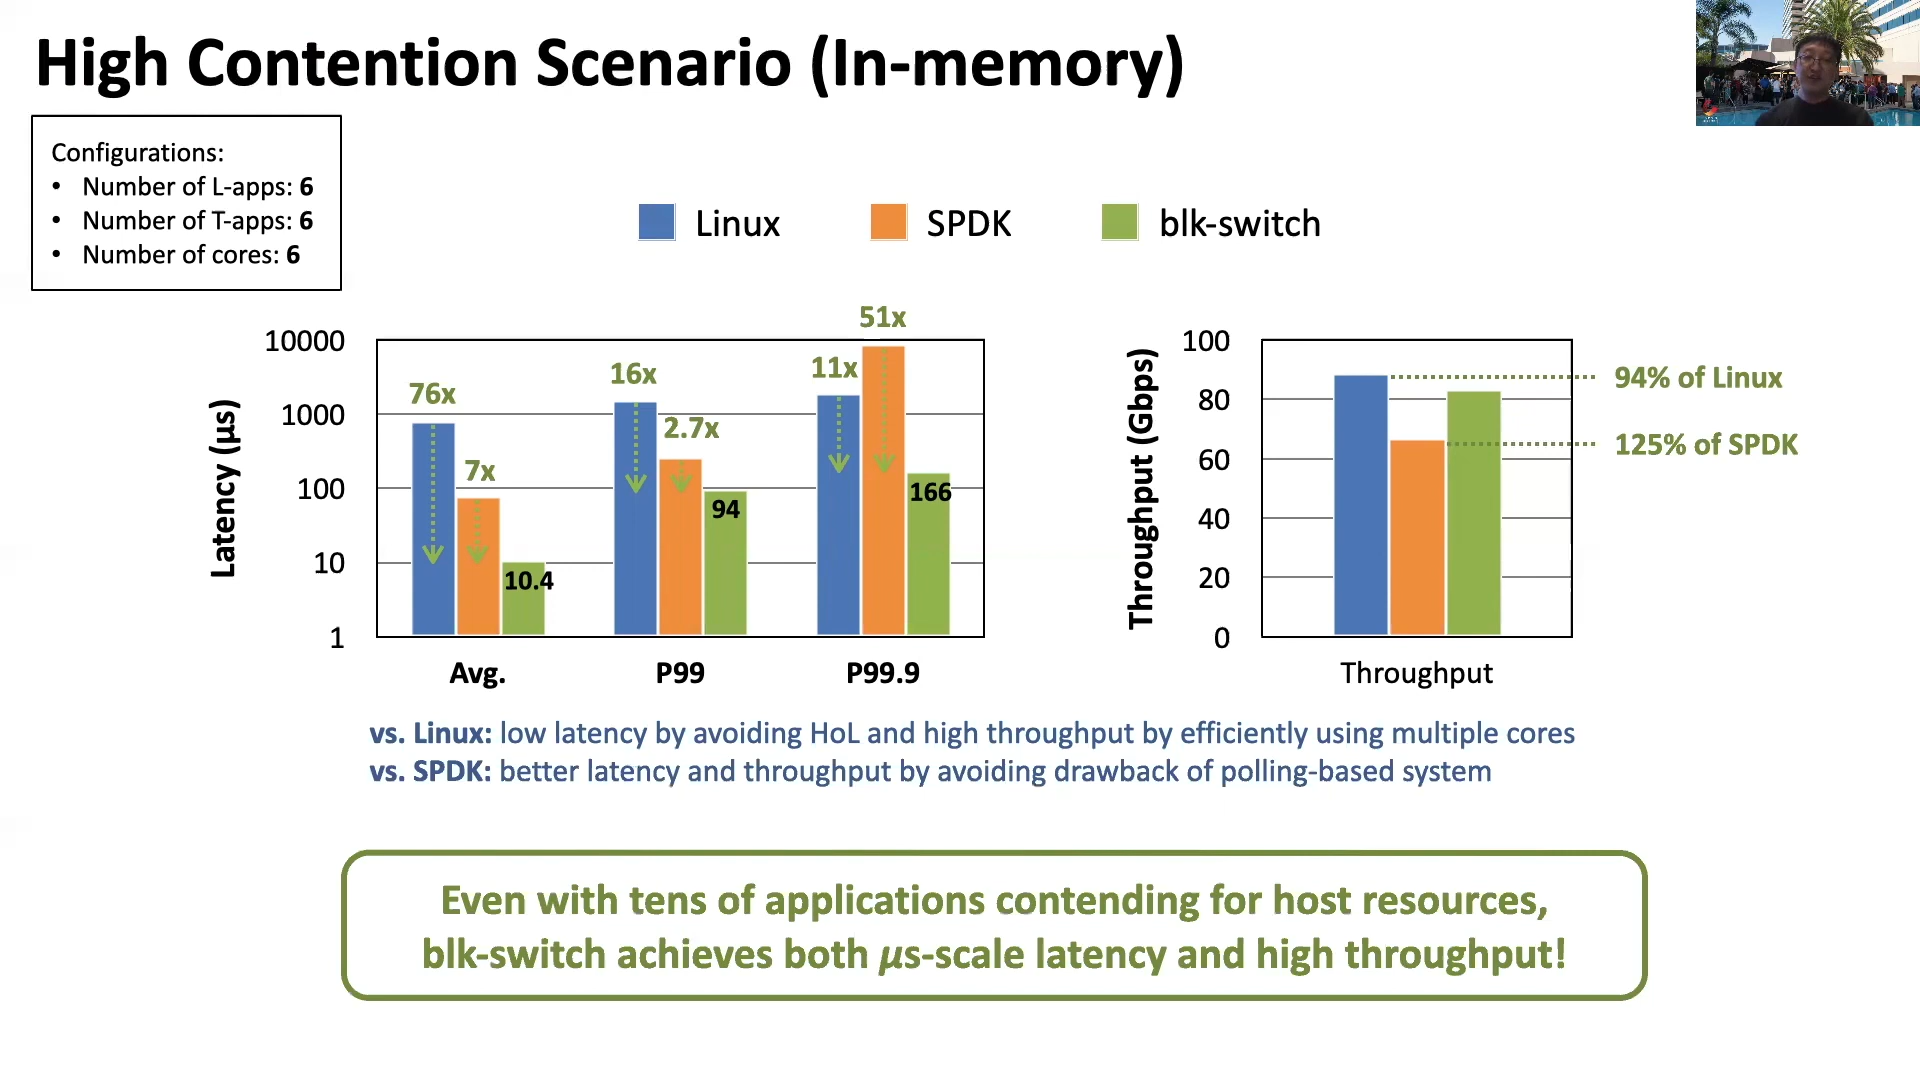 High Contention Scenario (In-memory)
Configurations:
• Number of L-apps: 6
• Number of T-apps: 6
• Number of cores: 6
Linux
SPDK
blk-switch
Latency (µs)
10000
1000
100
10
1
76x
7x
10.4
16x
2.7x
94
11x
51x
166
Avg.
P99
P99.9
Throughput (Gbps)
100
80
60
40
20
0
94% of Linux
125% of SPDK
Throughput
vs. Linux: low latency by avoiding HoL and high throughput by efficiently using multiple cores
vs. SPDK: better latency and throughput by avoiding drawback of polling-based system
Even with tens of applications contending for host resources,
blk-switch achieves both µs-scale latency and high throughput!